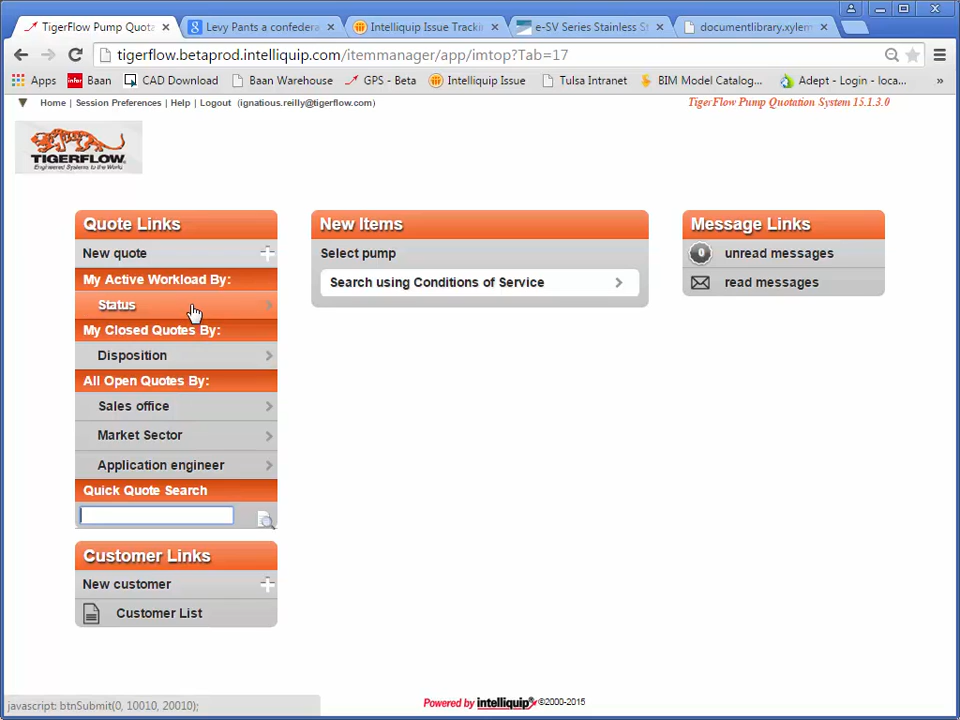 TigerFlow Pump Quota
Levy Pants a confedera
Intelliquip Issue Tracki
e-SV Series Stainless S
documentlibrary.xylem
tigerflow.betaprod.intelliquip.com/itemmanager/app/imtop?Tab=17
Apps Baan CAD Download Baan Warehouse GPS - Beta Intelliquip Issue Tulsa Intranet BIM Model Catalog... Adept - Login - loca... »
Home | Session Preferences | Help | Logout (ignatious.reilly@tigerflow.com)
TigerFlow Pump Quotation System 15.1.3.0
TIGERFLOW
Engineered Systems to the World
Quote Links
New quote
My Active Workload By:
Status
My Closed Quotes By:
Disposition
All Open Quotes By:
Sales office
Market Sector
Application engineer
Quick Quote Search
Customer Links
New customer
Customer List
New Items
Select pump
Search using Conditions of Service
Message Links
0 unread messages
read messages
javascript: btnSubmit(0, 10010, 20010);
Powered by intelliquip ©2000-2015